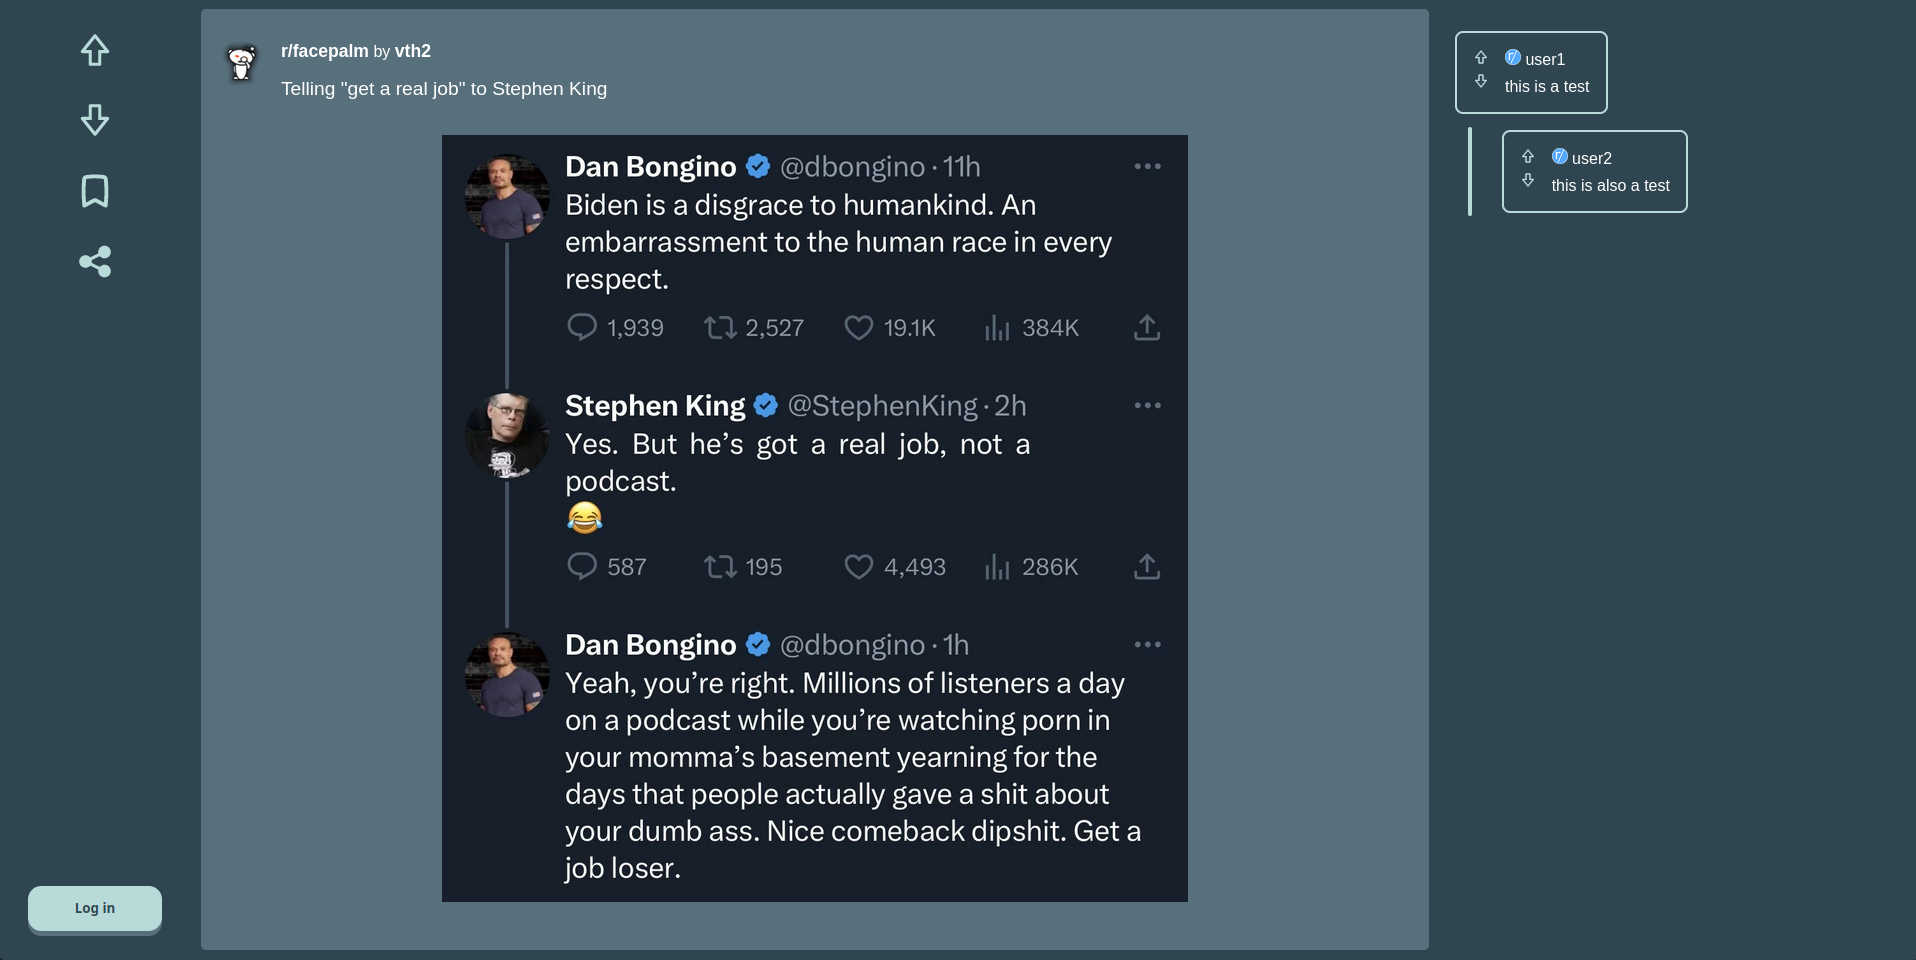 r/facepalm by vth2
Telling "get a real job" to Stephen King
Dan Bongino @dbongino · 11h
Biden is a disgrace to humankind. An
embarrassment to the human race in every
respect.
1,939 2,527 19.1K 384K
Stephen King @StephenKing · 2h
Yes. But he’s got a real job, not a
podcast.
😂
587 195 4,493 286K
Dan Bongino @dbongino · 1h
Yeah, you’re right. Millions of listeners a day
on a podcast while you’re watching porn in
your momma’s basement yearning for the
days that people actually gave a shit about
your dumb ass. Nice comeback dipshit. Get a
job loser.
r/ user1
this is a test
r/ user2
this is also a test
Log in